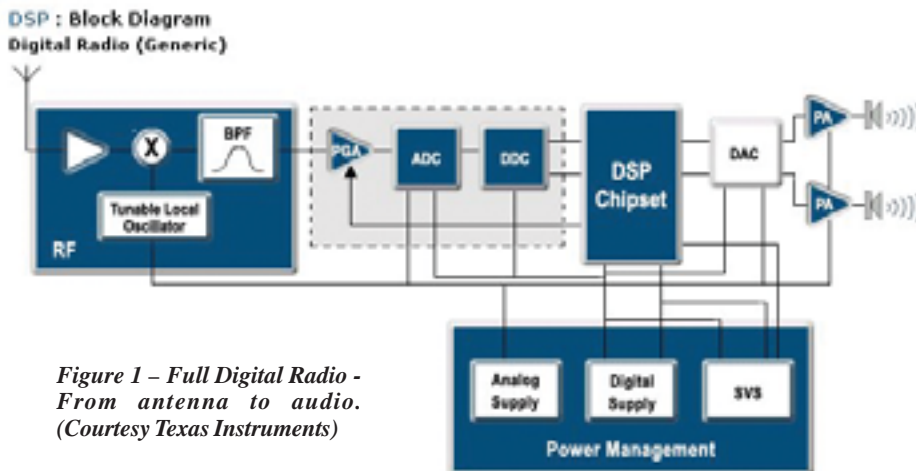 DSP : Block Diagram
Digital Radio (Generic)
BPF
X
Tunable Local
Oscillator
RF
PGA
ADC
DDC
DSP
Chipset
DAC
PA
PA
Figure 1 – Full Digital Radio -
From antenna to audio.
(Courtesy Texas Instruments)
Analog
Supply
Digital
Supply
SVS
Power Management